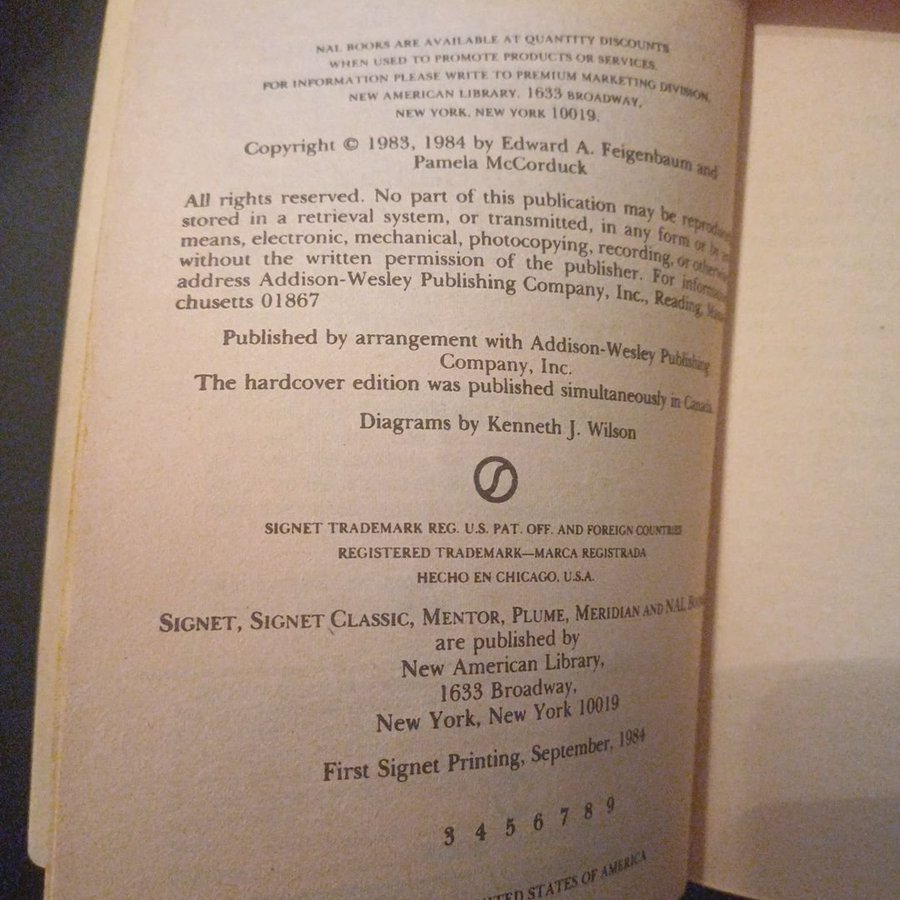 NAL BOOKS ARE AVAILABLE AT QUANTITY DISCOUNTS
WHEN USED TO PROMOTE PRODUCTS OR SERVICES.
FOR INFORMATION PLEASE WRITE TO PREMIUM MARKETING DIVISION,
NEW AMERICAN LIBRARY, 1633 BROADWAY,
NEW YORK, NEW YORK 10019.
Copyright © 1983, 1984 by Edward A. Feigenbaum and
Pamela McCorduck
All rights reserved. No part of this publication may be
stored in a retrieval system, or transmitted, in any form or by
means, electronic, mechanical, photocopying, recording, or
without the written permission of the publisher. For
address Addison-Wesley Publishing Company, Inc., Reading,
chusetts 01867
Published by arrangement with Addison-Wesley Publishing
Company, Inc.
The hardcover edition was published simultaneously in Canada.
Diagrams by Kenneth J. Wilson
SIGNET TRADEMARK REG. U.S. PAT. OFF. AND FOREIGN COUNTRIES
REGISTERED TRADEMARK—MARCA REGISTRADA
HECHO EN CHICAGO, U.S.A.
SIGNET, SIGNET CLASSIC, MENTOR, PLUME, MERIDIAN AND NAL
are published by
New American Library,
1633 Broadway,
New York, New York 10019
First Signet Printing, September, 1984
3 4 5 6 7 8 9
STATES OF AMERICA